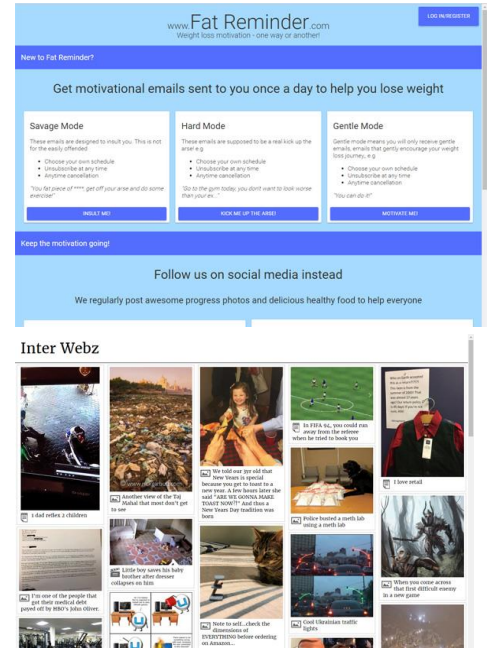 www.Fat Reminder.com
Weight loss motivation - one way or another!
LOG IN/REGISTER
New to Fat Reminder?
Get motivational emails sent to you once a day to help you lose weight
Savage Mode
These emails are designed to insult you. This is not
for the easily offended
Choose your own schedule
Unsubscribe at any time
Anytime cancellation
"You fat piece of ****, get off your arse and do some
exercise!"
INSULT ME!
Hard Mode
These emails are supposed to be a real kick up the
arse! e.g
Choose your own schedule
Unsubscribe at any time
Anytime cancellation
"Go to the gym today, you don't want to look worse
than your ex..."
KICK ME UP THE ARSE!
Gentle Mode
Gentle mode means you will only receive gentle
emails, emails that gently encourage your weight
loss journey, e.g
Choose your own schedule
Unsubscribe at any time
Anytime cancellation
"You can do it!"
MOTIVATE ME!
Keep the motivation going!
Follow us on social media instead
We regularly post awesome progress photos and delicious healthy food to help everyone
Inter Webz
1 dad reflex 2 children
I'm one of the people that
got their medical debt
payed off by HBO's John Oliver.
Another view of the Taj
Mahal that most don't get
to see
Little boy saves his baby
brother after dresser
collapses on him
We told our 3yr old that
New Years is special
because you get to toast in a
new year. A few hours later she
said "ARE WE GONNA MAKE
TOAST NOW?!" And thus a
New Years Day tradition was
born
Note to self...check the
dimensions of
EVERYTHING before ordering
on Amazon...
In FIFA 94, you could run
away from the referee
when he tried to book you
Police busted a meth lab
using a meth lab
Cool Ukrainian traffic
lights
I love retail
When you come across
that first difficult enemy
in a new game